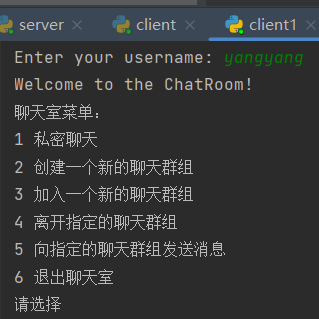 server client client1
Enter your username: yangyang
Welcome to the ChatRoom!
聊天室菜单:
1 私密聊天
2 创建一个新的聊天群组
3 加入一个新的聊天群组
4 离开指定的聊天群组
5 向指定的聊天群组发送消息
6 退出聊天室
请选择